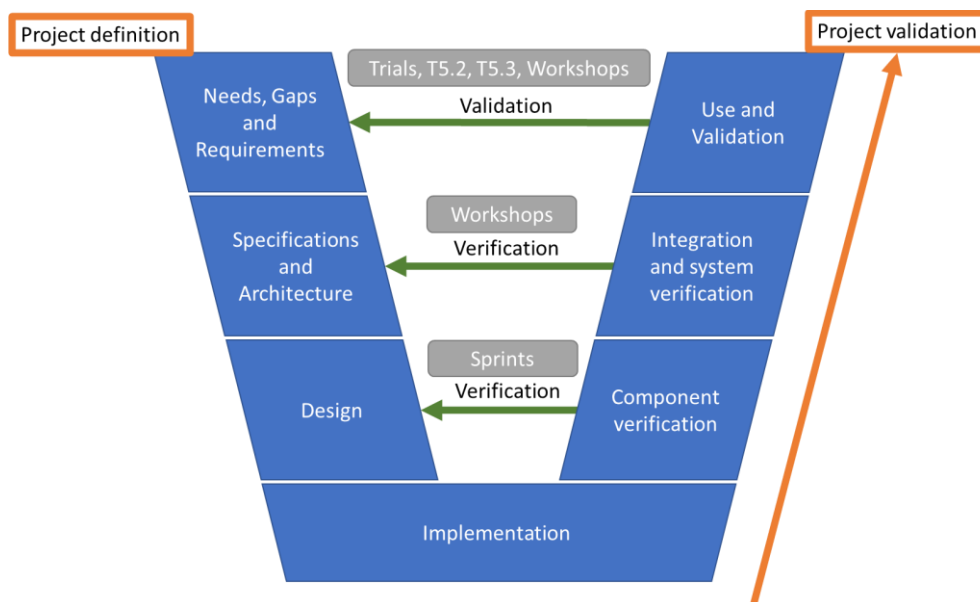 Project definition
Project validation
Trials, T5.2, T5.3, Workshops
Validation
Needs, Gaps
and
Requirements
Use and
Validation
Workshops
Verification
Specifications
and
Architecture
Integration
and system
verification
Sprints
Verification
Design
Component
verification
Implementation